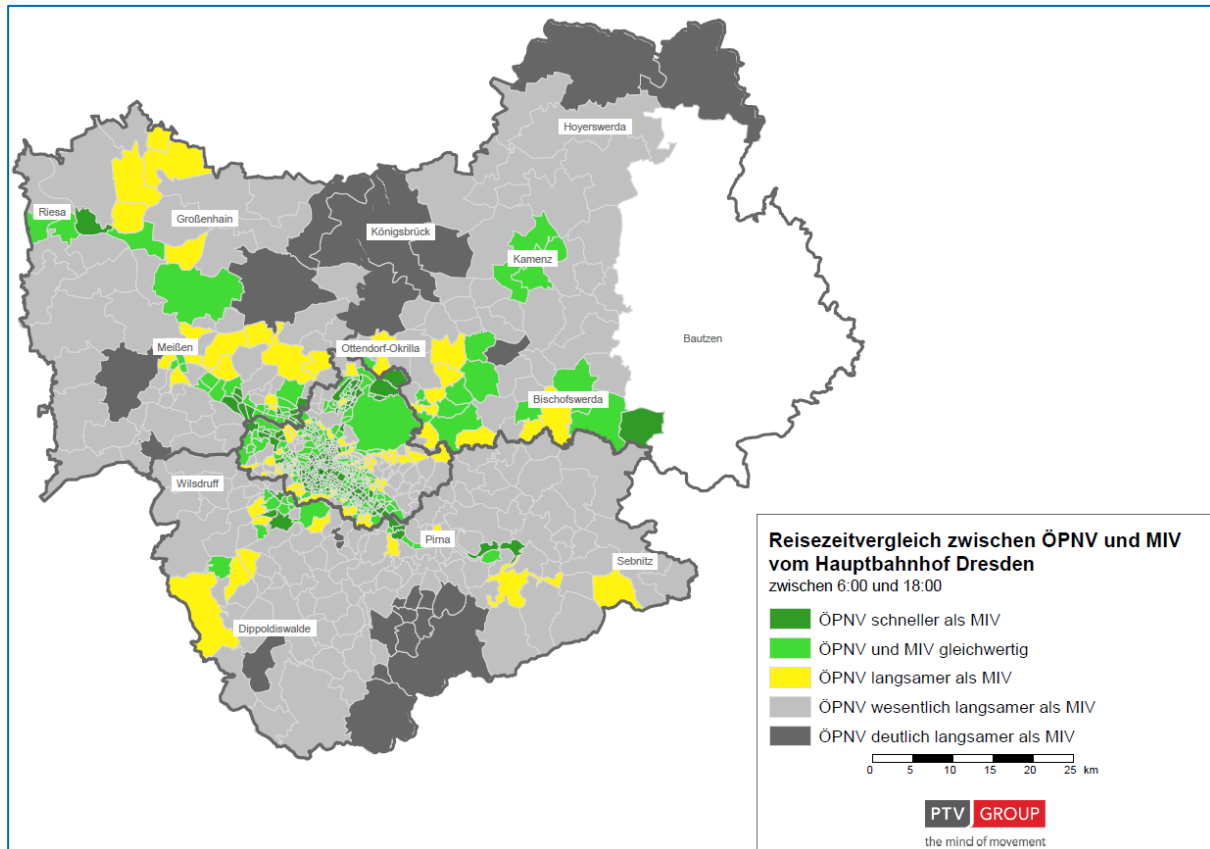 Hoyerswerda
Riesa
Großenhain
Königsbrück
Kamenz
Meißen
Ottendorf-Okrilla
Bautzen
Bischofswerda
Wilsdruff
Pirna
Sebnitz
Dippoldiswalde
Reisezeitvergleich zwischen ÖPNV und MIV
vom Hauptbahnhof Dresden
zwischen 6:00 und 18:00
ÖPNV schneller als MIV
ÖPNV und MIV gleichwertig
ÖPNV langsamer als MIV
ÖPNV wesentlich langsamer als MIV
ÖPNV deutlich langsamer als MIV
0 5 10 15 20 25 km
PTV GROUP
the mind of movement